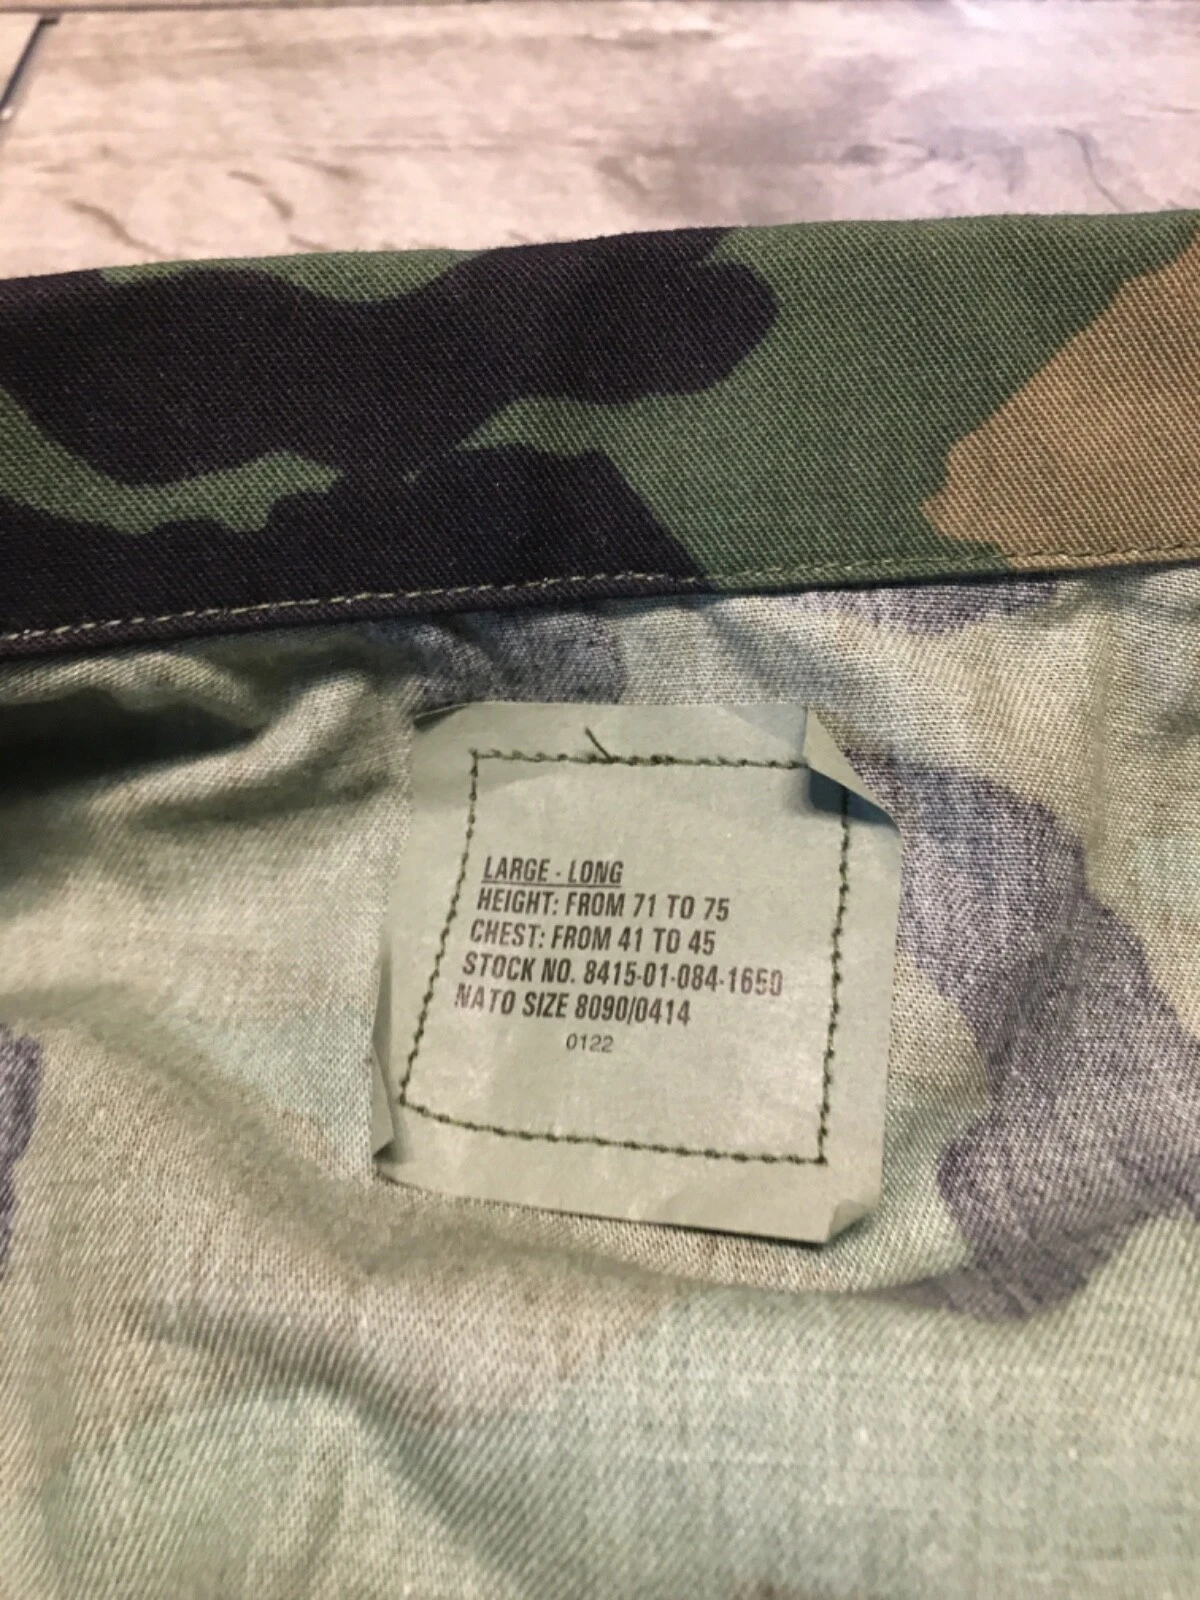 LARGE - LONG
HEIGHT: FROM 71 TO 75
CHEST: FROM 41 TO 45
STOCK NO. 8415-01-084-1650
NATO SIZE 8090/0414
0122